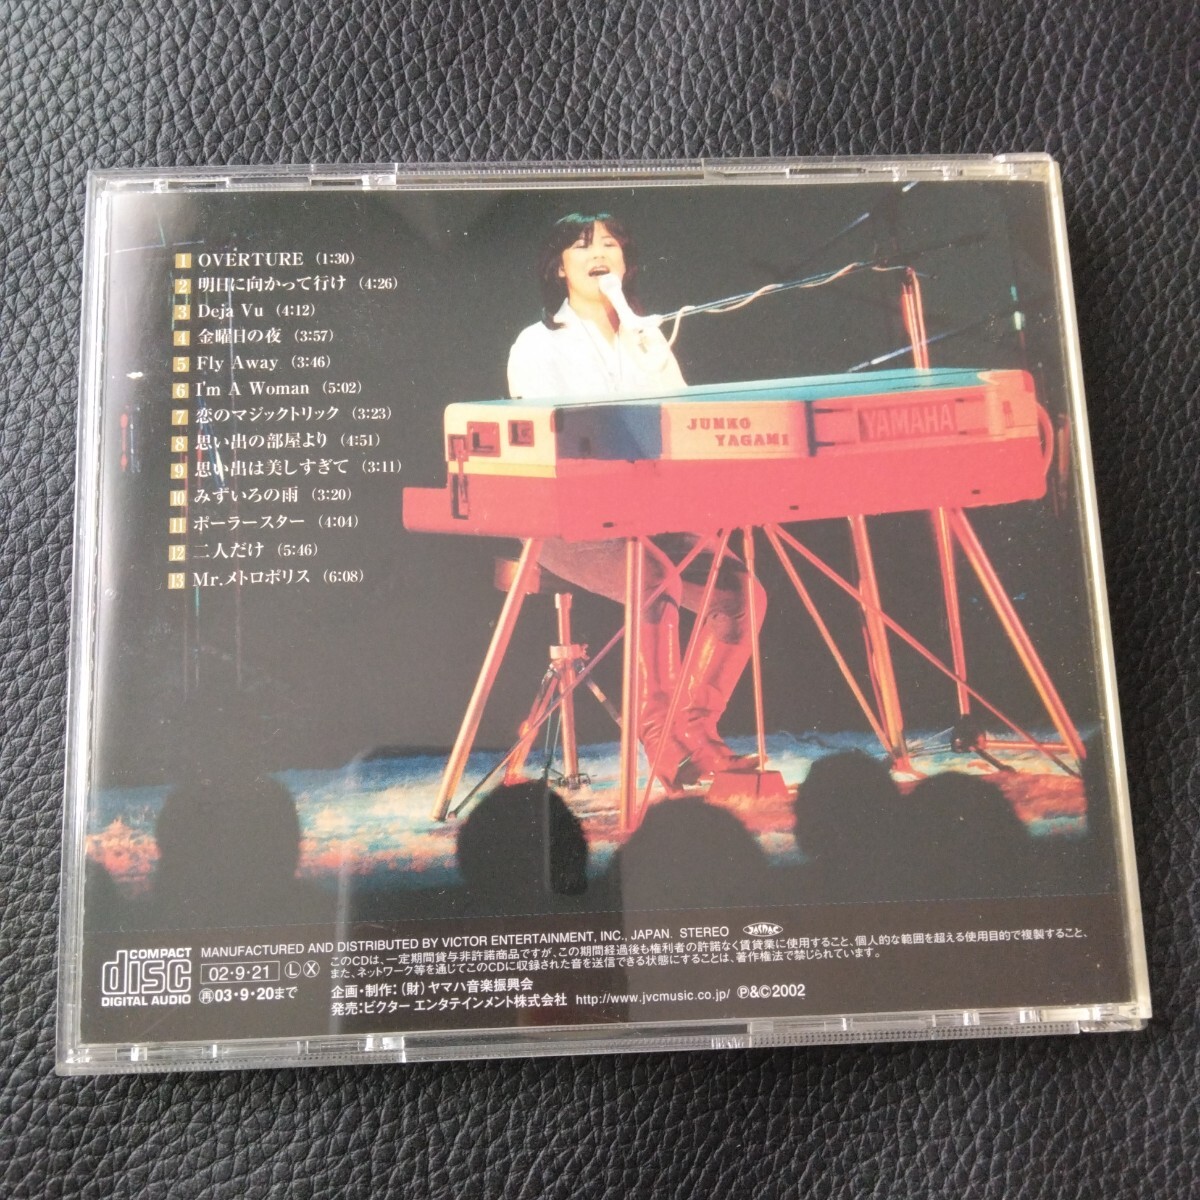 1 OVERTURE (1:30)
2 明日に向かって行け (4:26)
3 Deja Vu (4:12)
4 金曜日の夜 (3:57)
5 Fly Away (3:46)
6 I'm A Woman (5:02)
7 恋のマジックトリック (3:23)
8 思い出の部屋より (4:51)
9 思い出は美しすぎて (3:11)
10 みずいろの雨 (3:20)
11 ポーラースター (4:04)
12 二人だけ (5:46)
13 Mr.メトロポリス (6:08)
JUNKO
YAGAMI
YAMAHA
COMPACT
disc
DIGITAL AUDIO
02・9・21 Ⓛ Ⓧ
㊢03・9・20まで
MANUFACTURED AND DISTRIBUTED BY VICTOR ENTERTAINMENT, INC., JAPAN. STEREO
このCDは、一定期間貸与非許諾商品ですが、この期間経過後も権利者の許諾なく賃貸業に使用すること、個人的な範囲を超える使用目的で複製すること、
また、ネットワーク等を通じてこのCDに収録された音を送信できる状態にすることは、著作権法で禁じられています。
企画・制作：(財)ヤマハ音楽振興会
発売：ビクター エンタテインメント株式会社 http://www.jvcmusic.co.jp/ ℗&©2002